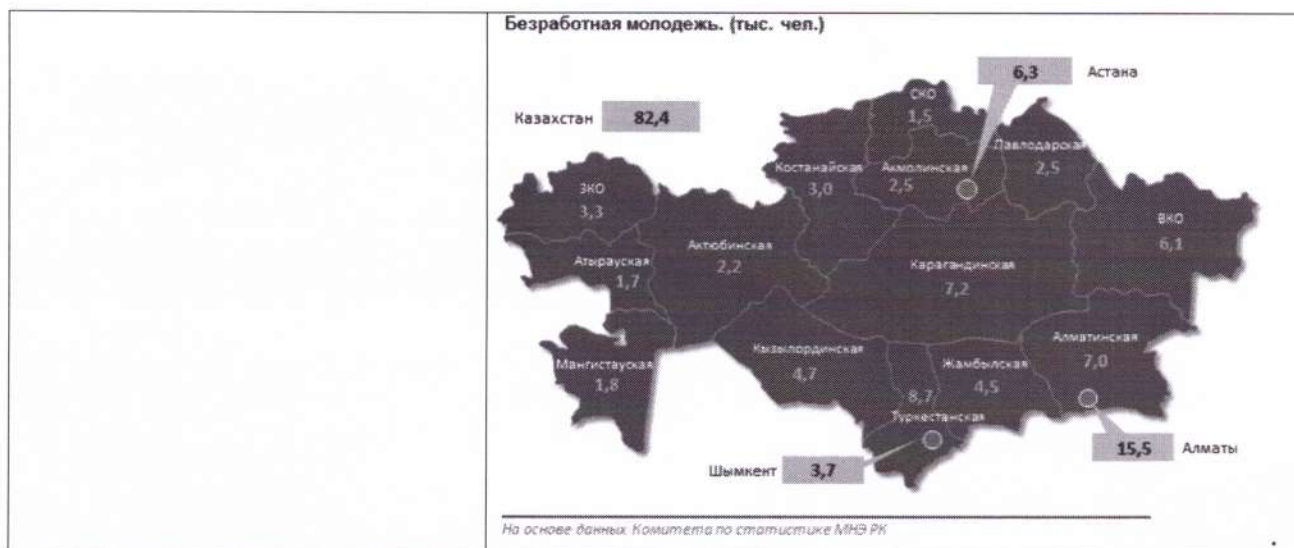 Безработная молодежь. (тыс. чел.)
6,3 Астана
Казахстан 82,4
СКО
1,5
Павлодарская
2,5
Костанайская
3,0
Акмолинская
2,5
ЗКО
3,3
ВКО
6,1
Актюбинская
2,2
Атырауская
1,7
Карагандинская
7,2
Кызылординская
4,7
Жамбылская
4,5
Алматинская
7,0
Мангистауская
1,8
8,7
Туркестанская
15,5 Алматы
Шымкент 3,7
На основе данных Комитета по статистике МНЭ РК